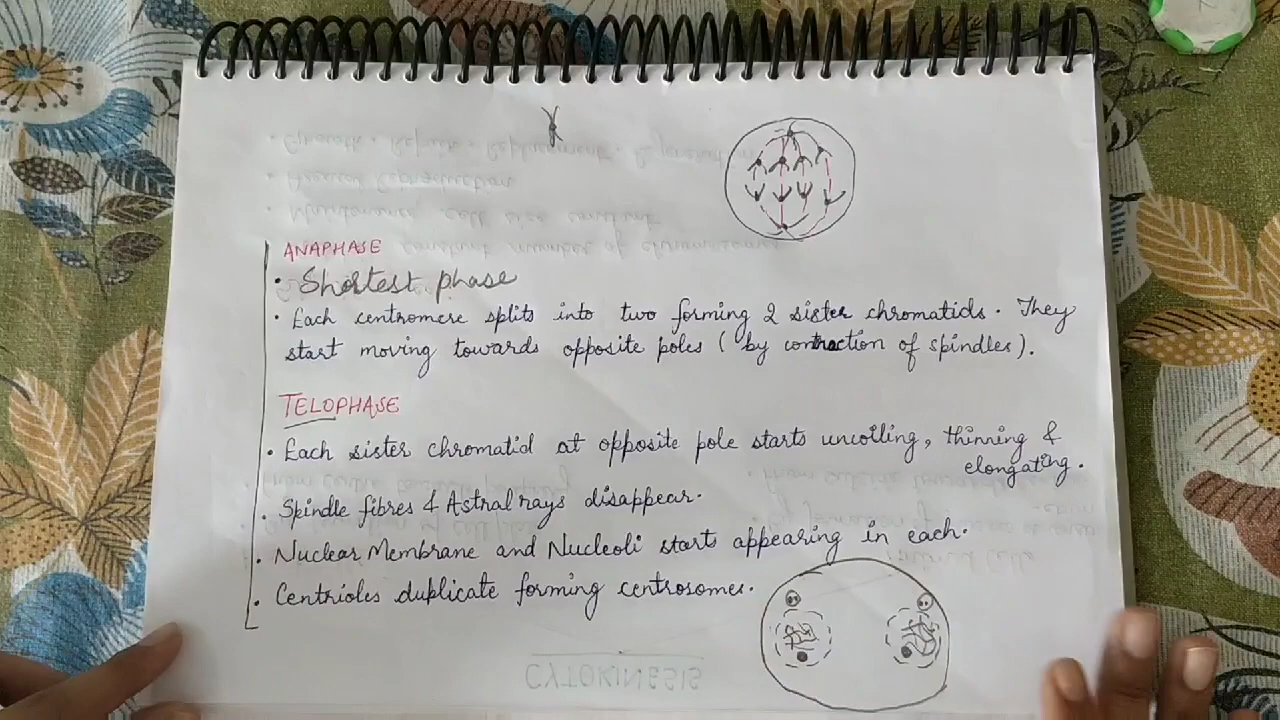 ANAPHASE
• Shortest phase
• Each centromere splits into two forming 2 sister chromatids. They
start moving towards opposite poles (by contraction of spindles).
TELOPHASE
• Each sister chromatid at opposite pole starts uncoiling, thinning &
elongating.
• Spindle fibres & Astral rays disappear.
• Nuclear Membrane and Nucleoli starts appearing in each.
• Centrioles duplicate forming centrosomes.
CYTOKINESIS